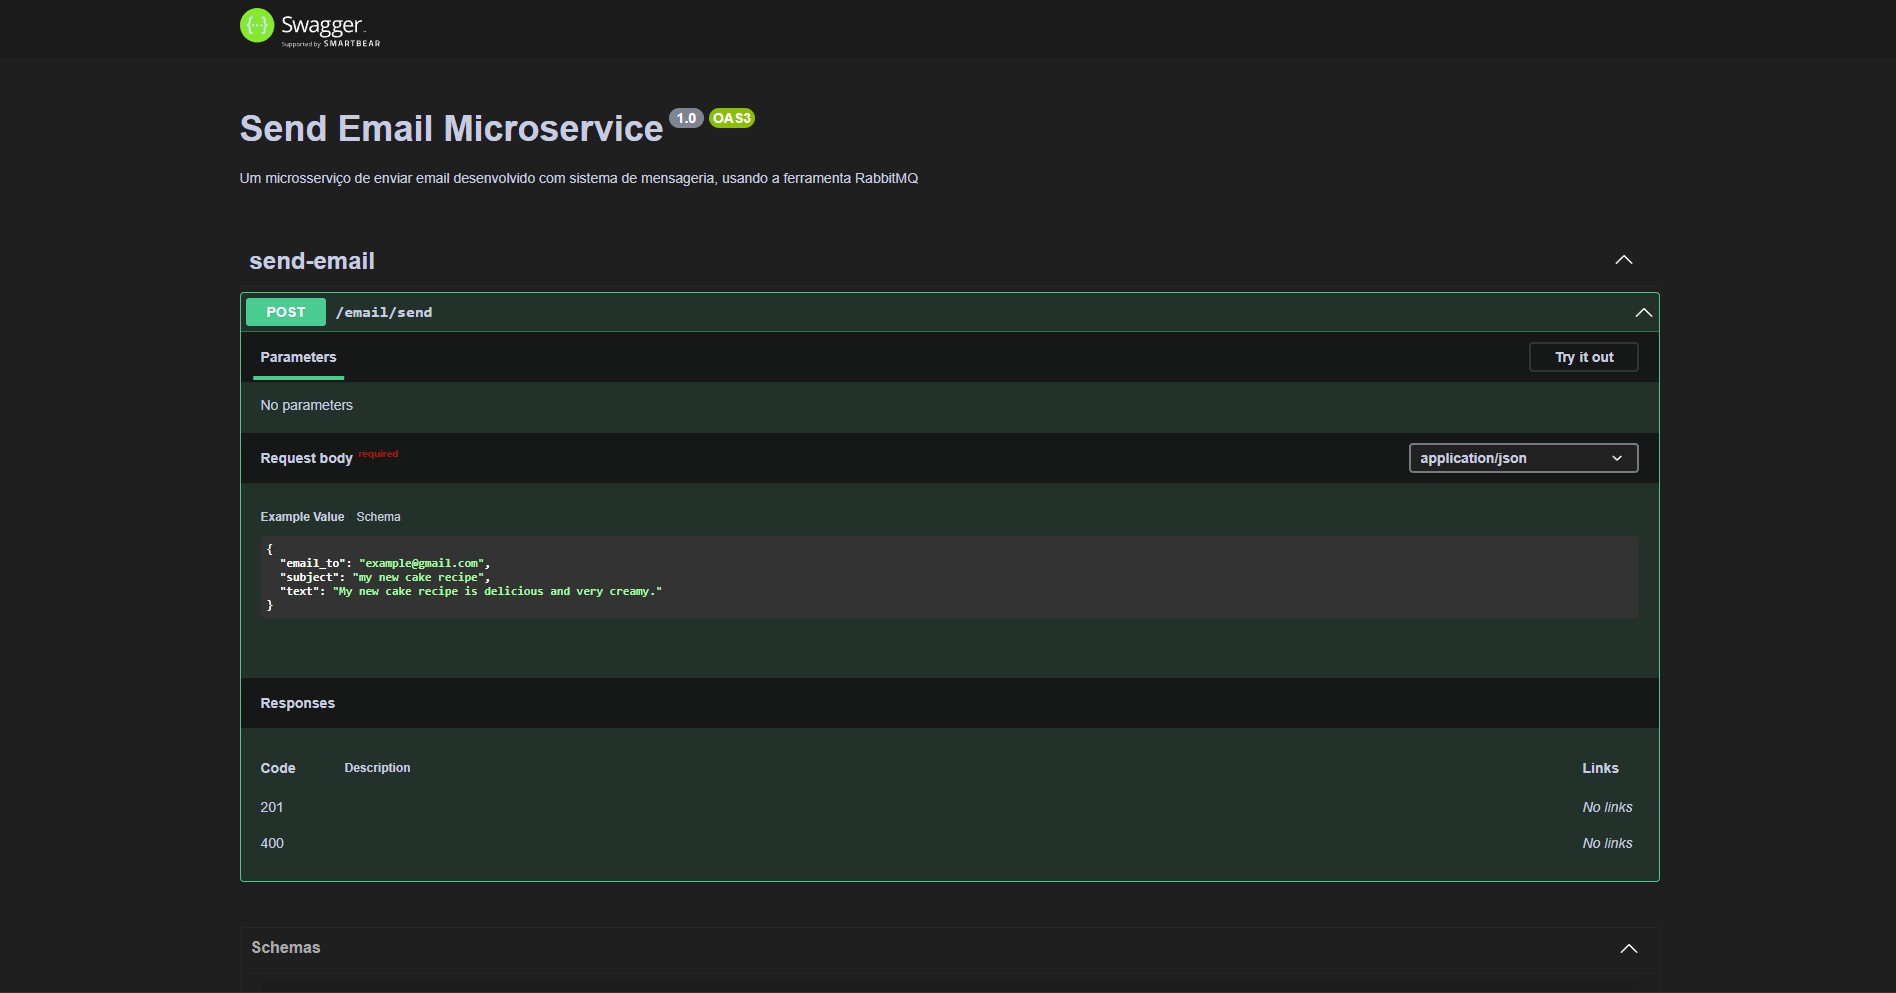 Swagger
Supported by SMARTBEAR
Send Email Microservice 1.0 OAS3
Um microsserviço de enviar email desenvolvido com sistema de mensageria, usando a ferramenta RabbitMQ
send-email
POST /email/send
Parameters Try it out
No parameters
Request body required application/json
Example Value Schema
{
"email_to": "example@gmail.com",
"subject": "my new cake recipe",
"text": "My new cake recipe is delicious and very creamy."
}
Responses
Code Description Links
201 No links
400 No links
Schemas